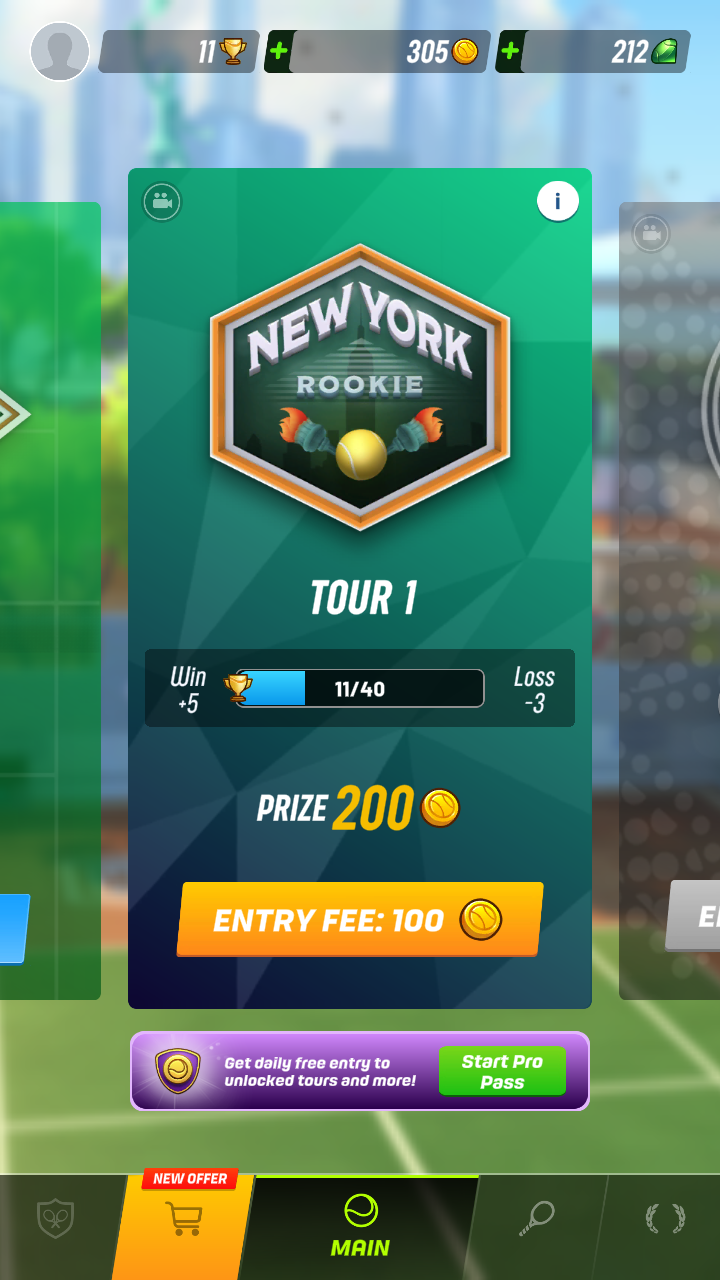 11
305
212
i
NEW YORK
ROOKIE
TOUR 1
Win
+5
11/40
Loss
-3
PRIZE 200
ENTRY FEE: 100
Get daily free entry to
unlocked tours and more!
Start Pro
Pass
NEW OFFER
MAIN